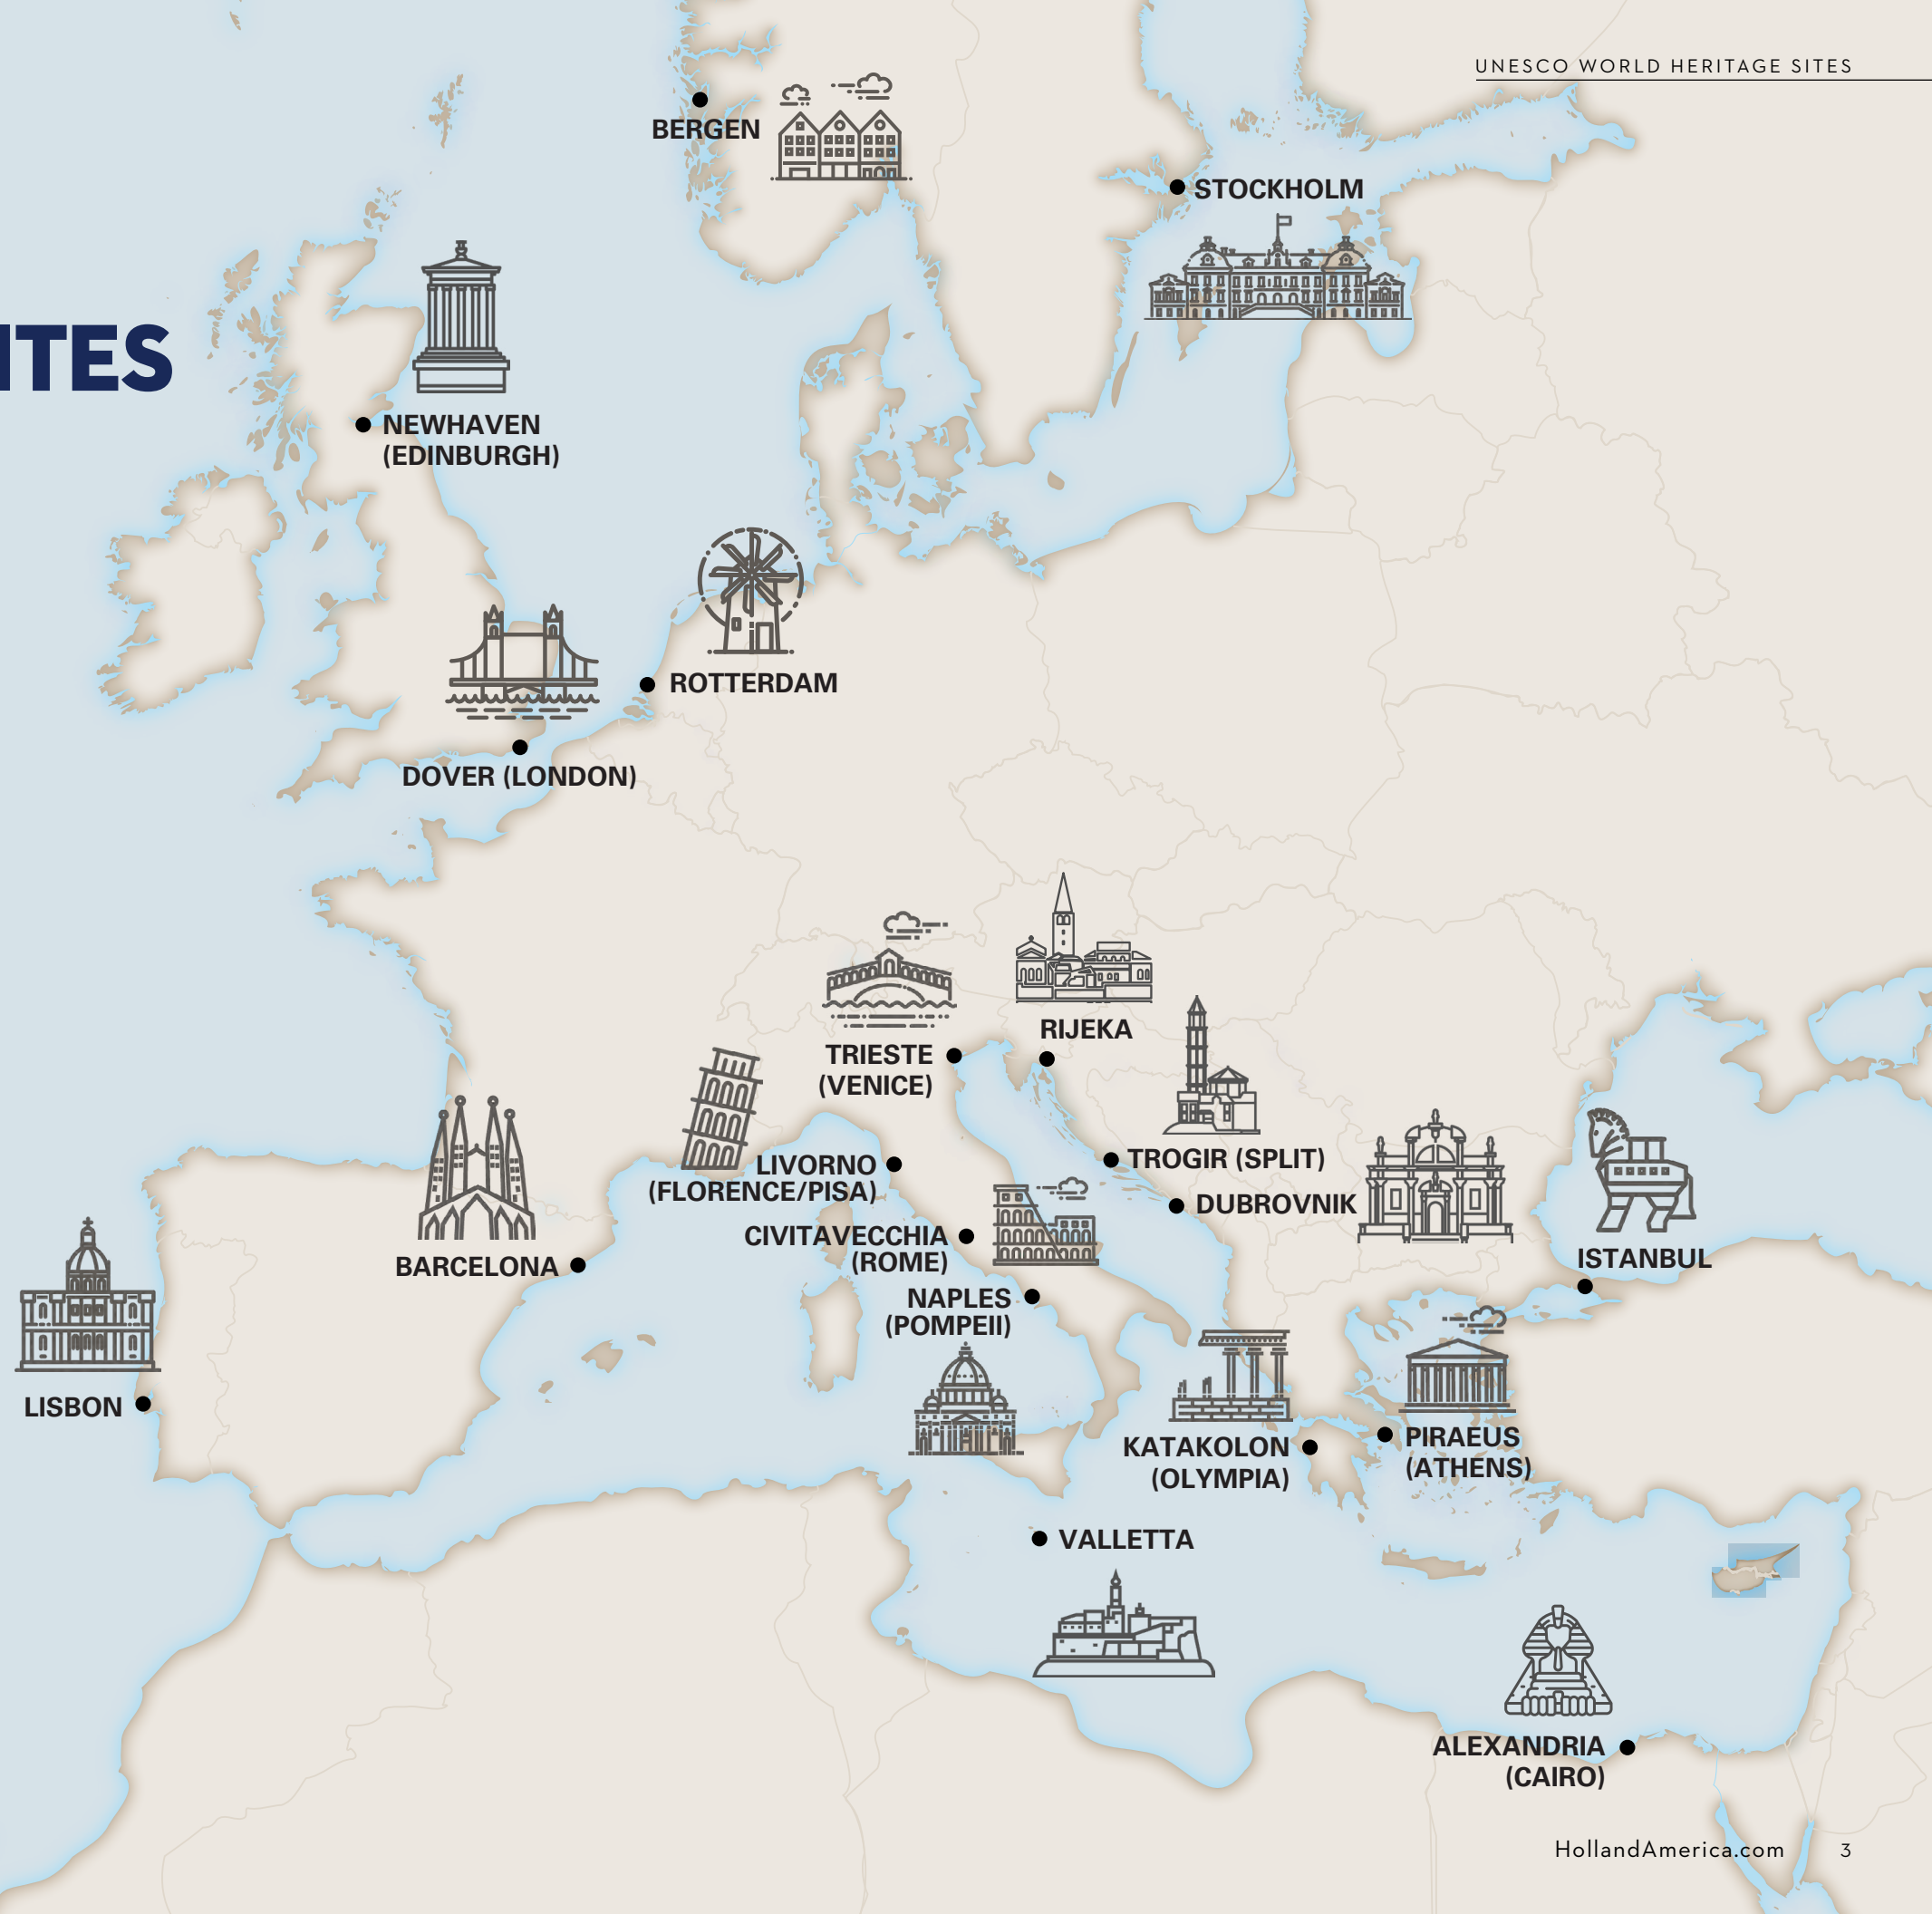 UNESCO WORLD HERITAGE SITES
BERGEN
STOCKHOLM
ITES
NEWHAVEN
(EDINBURGH)
ROTTERDAM
DOVER (LONDON)
RIJEKA
TRIESTE
(VENICE)
TROGIR (SPLIT)
LIVORNO
(FLORENCE/PISA)
DUBROVNIK
CIVITAVECCHIA
(ROME)
BARCELONA
ISTANBUL
NAPLES
(POMPEII)
LISBON
KATAKOLON
(OLYMPIA)
PIRAEUS
(ATHENS)
VALLETTA
ALEXANDRIA
(CAIRO)
HollandAmerica.com 3